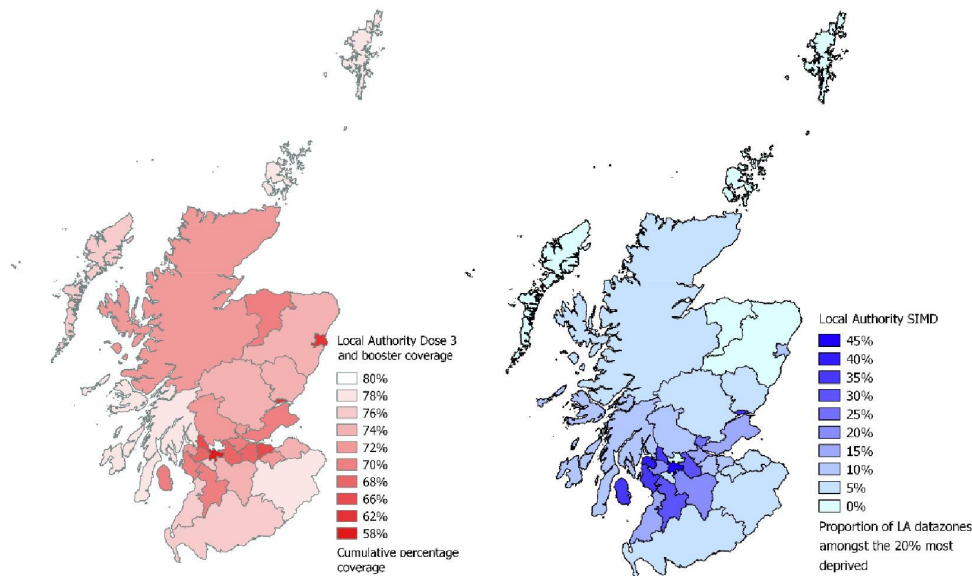 Local Authority Dose 3
and booster coverage
80%
78%
76%
74%
72%
70%
68%
66%
62%
58%
Cumulative percentage
coverage
Local Authority SIMD
45%
40%
35%
30%
25%
20%
15%
10%
5%
0%
Proportion of LA datazones
amongst the 20% most
deprived